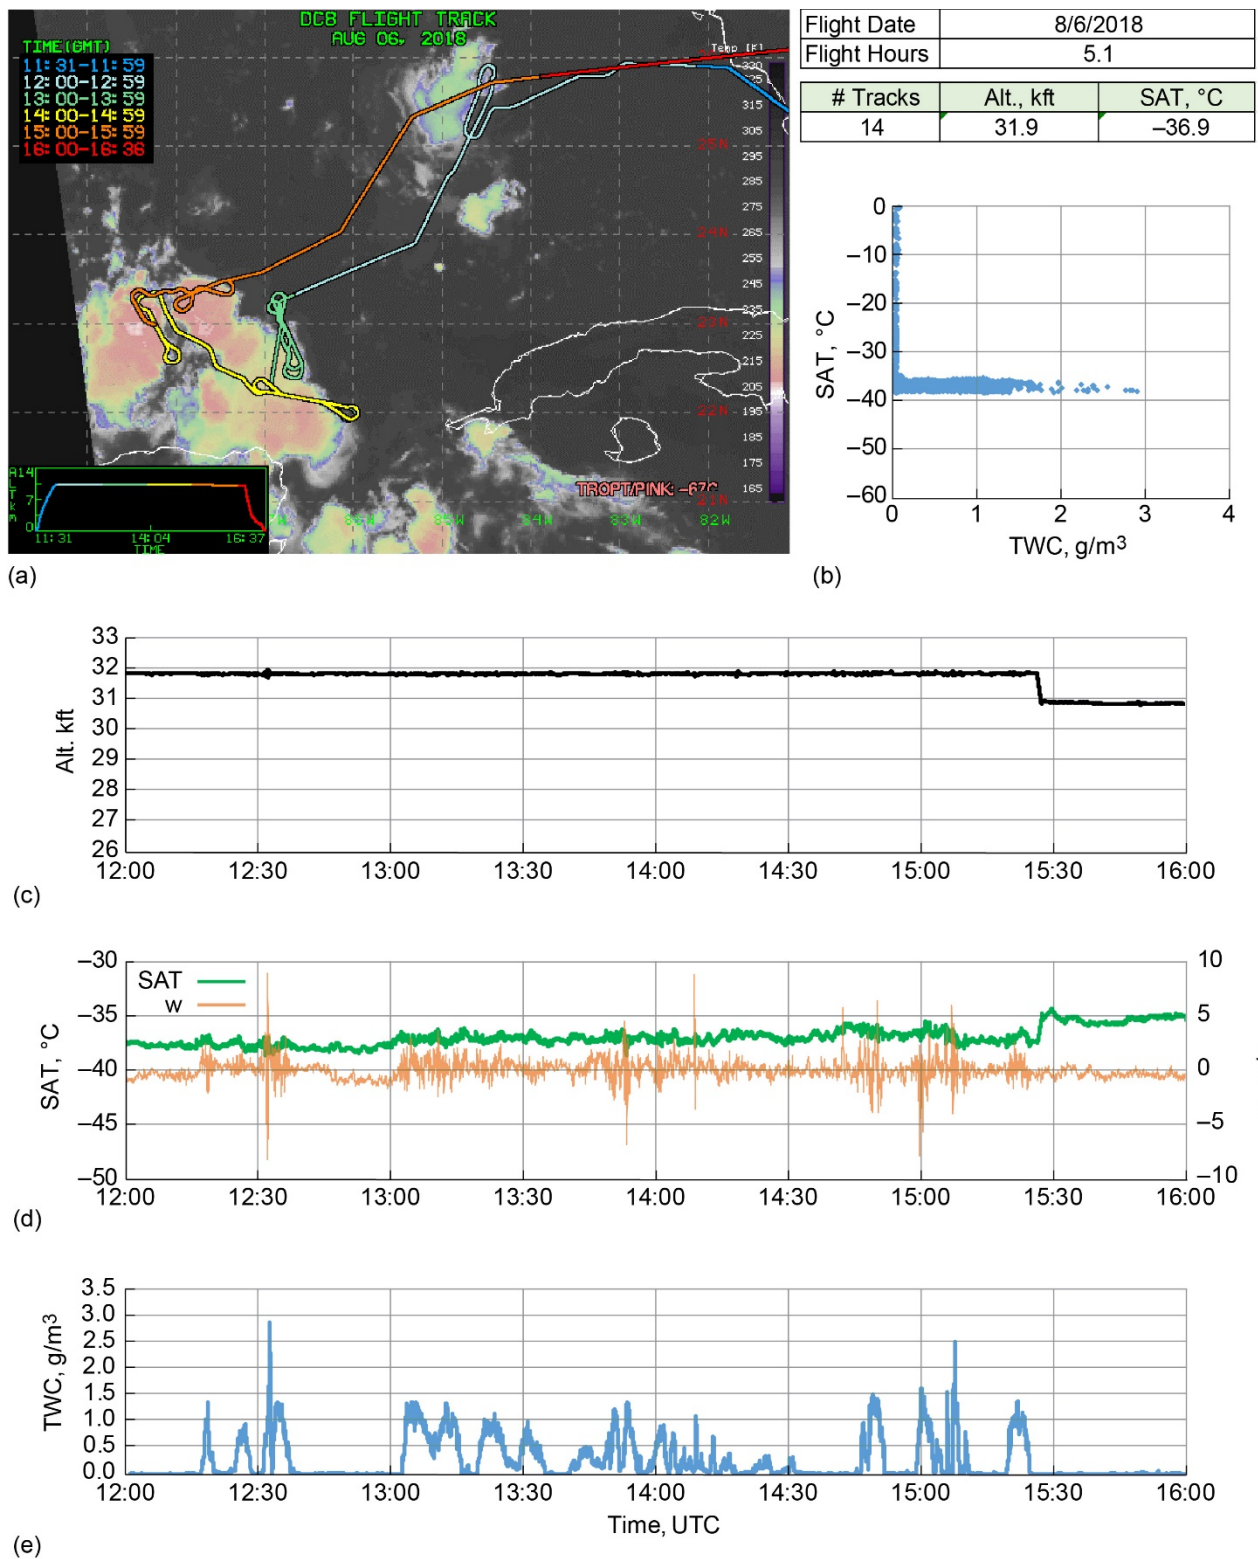 DC8 FLIGHT TRACK
AUG 06, 2018
TIME(GMT)
11:31-11:59
12:00-12:59
13:00-13:59
14:00-14:59
15:00-15:59
16:00-16:36
Temp [K]
330
325
315
305
295
285
275
265
255
245
235
225
215
205
195
185
175
165
25N
24N
23N
22N
21N
TROPT/PINK: -67C
86W
85W
84W
83W
82W
ALT km
14
7
0
11:31
14:04
16:37
TIME
(a)
Flight Date 8/6/2018
Flight Hours 5.1
# Tracks Alt., kft SAT, °C
14 31.9 –36.9
0
–10
–20
–30
–40
–50
–60
SAT, °C
0 1 2 3 4
TWC, g/m3
(b)
33
32
31
30
29
28
27
26
Alt. kft
12:00 12:30 13:00 13:30 14:00 14:30 15:00 15:30 16:00
(c)
–30
–35
–40
–45
–50
SAT, °C
SAT
w
10
5
0
–5
–10
12:00 12:30 13:00 13:30 14:00 14:30 15:00 15:30 16:00
(d)
3.5
3.0
2.5
2.0
1.5
1.0
0.5
0.0
TWC, g/m3
12:00 12:30 13:00 13:30 14:00 14:30 15:00 15:30 16:00
Time, UTC
(e)